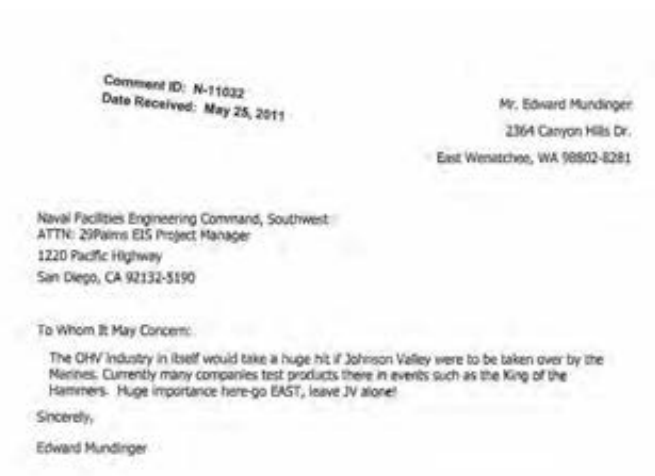 Comment ID: N-11032
Date Received: May 25, 2011
Mr. Edward Mundinger
2364 Canyon Hills Dr.
East Wenatchee, WA 98802-8281
Naval Facilities Engineering Command, Southwest
ATTN: 29Palms EIS Project Manager
1220 Pacific Highway
San Diego, CA 92132-5190
To Whom It May Concern:
The OHV industry in itself would take a huge hit if Johnson Valley were to be taken over by the
Marines. Currently many companies test products there in events such as the King of the
Hammers. Huge importance here-go EAST, leave JV alone!
Sincerely,
Edward Mundinger